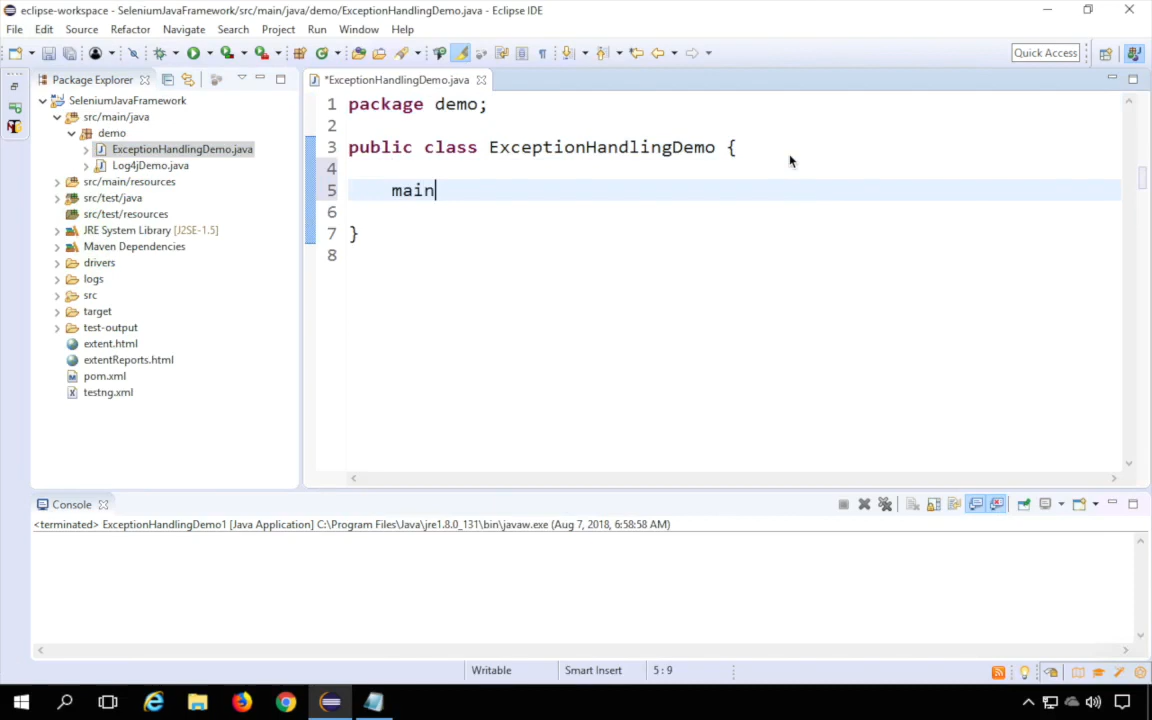 eclipse-workspace - SeleniumJavaFramework/src/main/java/demo/ExceptionHandlingDemo.java - Eclipse IDE
File Edit Source Refactor Navigate Search Project Run Window Help
Quick Access
Package Explorer
*ExceptionHandlingDemo.java
SeleniumJavaFramework
src/main/java
demo
ExceptionHandlingDemo.java
Log4jDemo.java
src/main/resources
src/test/java
src/test/resources
JRE System Library [J2SE-1.5]
Maven Dependencies
drivers
logs
src
target
test-output
extent.html
extentReports.html
pom.xml
testng.xml
1 package demo;
2
3 public class ExceptionHandlingDemo {
4
5 main
6
7 }
8
Console
<terminated> ExceptionHandlingDemo1 [Java Application] C:\Program Files\Java\jre1.8.0_131\bin\javaw.exe (Aug 7, 2018, 6:58:58 AM)
Writable Smart Insert 5 : 9